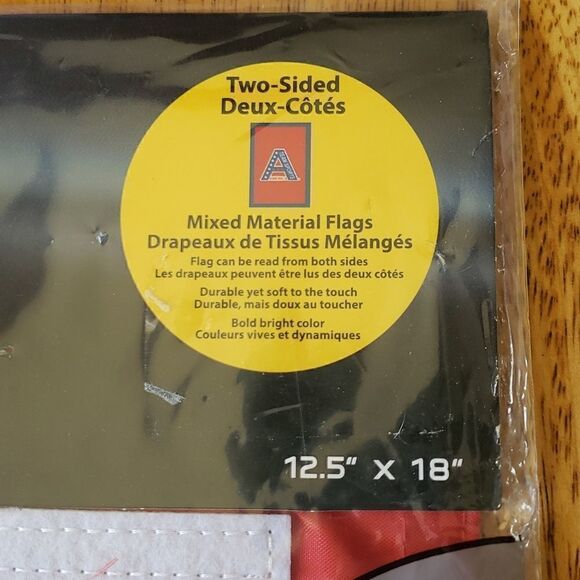 Two-Sided
Deux-Côtés
A
Mixed Material Flags
Drapeaux de Tissus Mélangés
Flag can be read from both sides
Les drapeaux peuvent être lus des deux côtés
Durable yet soft to the touch
Durable, mais doux au toucher
Bold bright color
Couleurs vives et dynamiques
12.5" X 18"